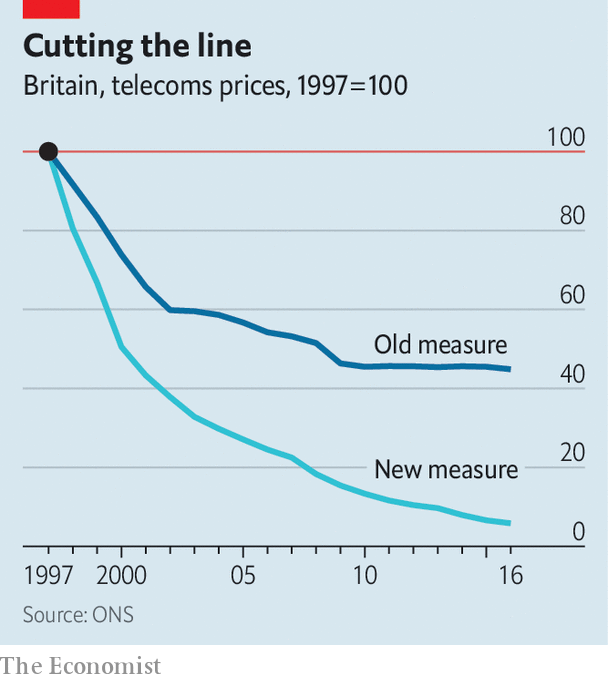 Cutting the line
Britain, telecoms prices, 1997=100
100
80
60
Old measure
40
20
New measure
0
1997 2000 05 10 16
Source: ONS
The Economist